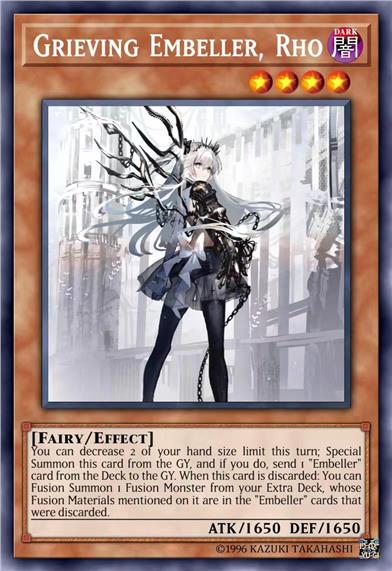 GRIEVING EMBELLER, RHO
DARK
闇
[FAIRY/EFFECT]
You can decrease 2 of your hand size limit this turn; Special
Summon this card from the GY, and if you do, send 1 "Embeller"
card from the Deck to the GY. When this card is discarded: You can
Fusion Summon 1 Fusion Monster from your Extra Deck, whose
Fusion Materials mentioned on it are in the "Embeller" cards that
were discarded.
ATK/1650 DEF/1650
©1996 KAZUKI TAKAHASHI